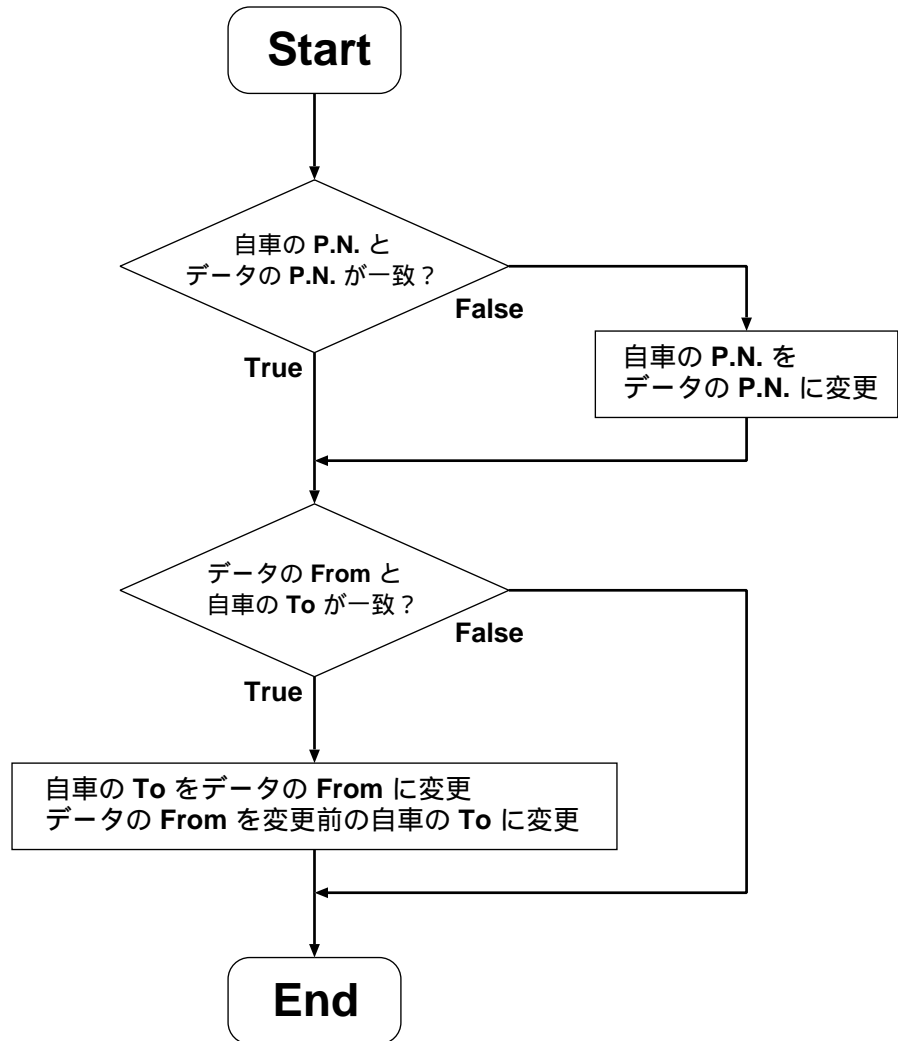 Start
自車の P.N. と
データの P.N. が一致？
False
True
自車の P.N. を
データの P.N. に変更
データの From と
自車の To が一致？
False
True
自車の To をデータの From に変更
データの From を変更前の自車の To に変更
End